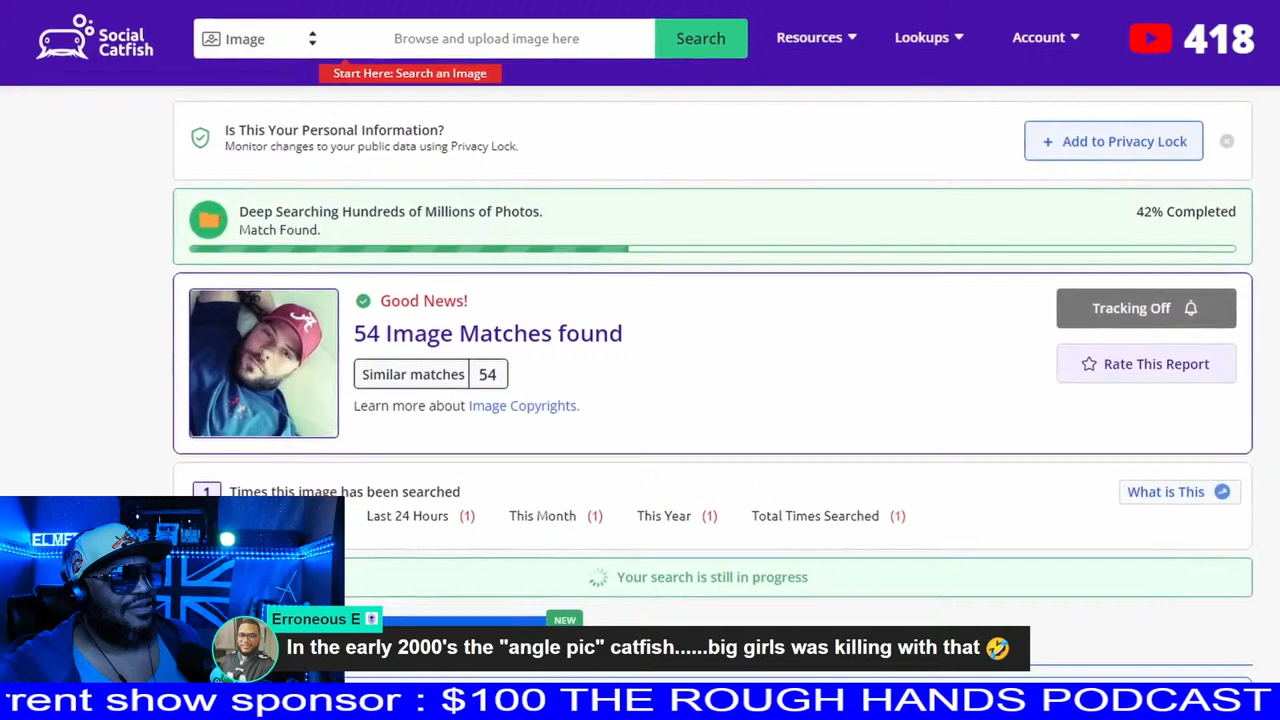 Social
Catfish
Image
Browse and upload image here
Search
Resources
Lookups
Account
418
Start Here: Search an Image
Is This Your Personal Information?
Monitor changes to your public data using Privacy Lock.
+ Add to Privacy Lock
Deep Searching Hundreds of Millions of Photos.
42% Completed
Match Found.
Good News!
54 Image Matches found
Similar matches 54
Learn more about Image Copyrights.
Tracking Off
Rate This Report
1 Times this image has been searched
What is This
Last 24 Hours (1) This Month (1) This Year (1) Total Times Searched (1)
Your search is still in progress
NEW
Erroneous E
In the early 2000's the "angle pic" catfish......big girls was killing with that 🤣
rent show sponsor : $100 THE ROUGH HANDS PODCAST